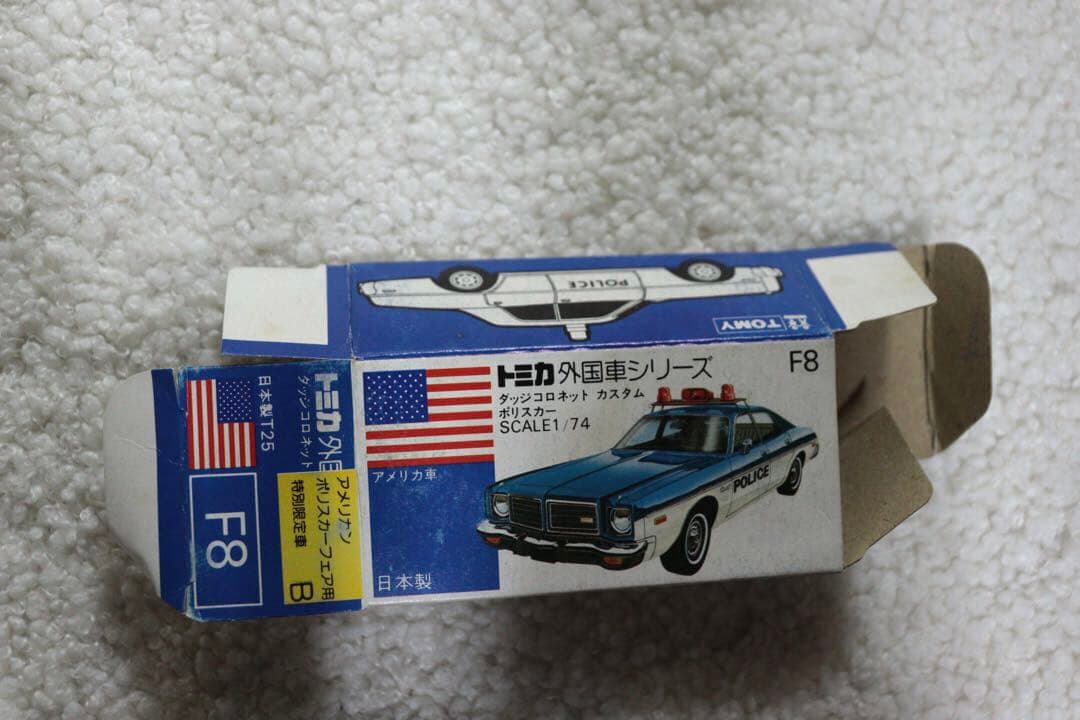 POLICE
TOMY
トミカ 外国車シリーズ
F8
ダッジコロネット カスタム
ポリスカー
SCALE1/74
アメリカ車
日本製
POLICE
トミカ 外国
ダッジコロネット
日本製T25
F8
アメリカン
ポリスカーフェア用
特別限定車
B